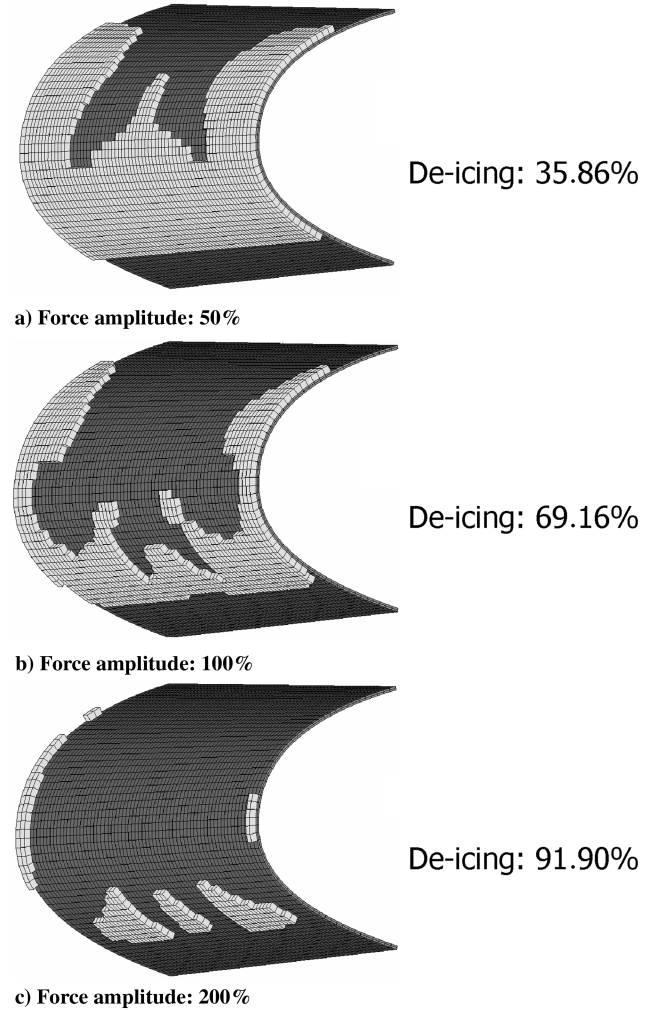 De-icing: 35.86%
a) Force amplitude: 50%
De-icing: 69.16%
b) Force amplitude: 100%
De-icing: 91.90%
c) Force amplitude: 200%